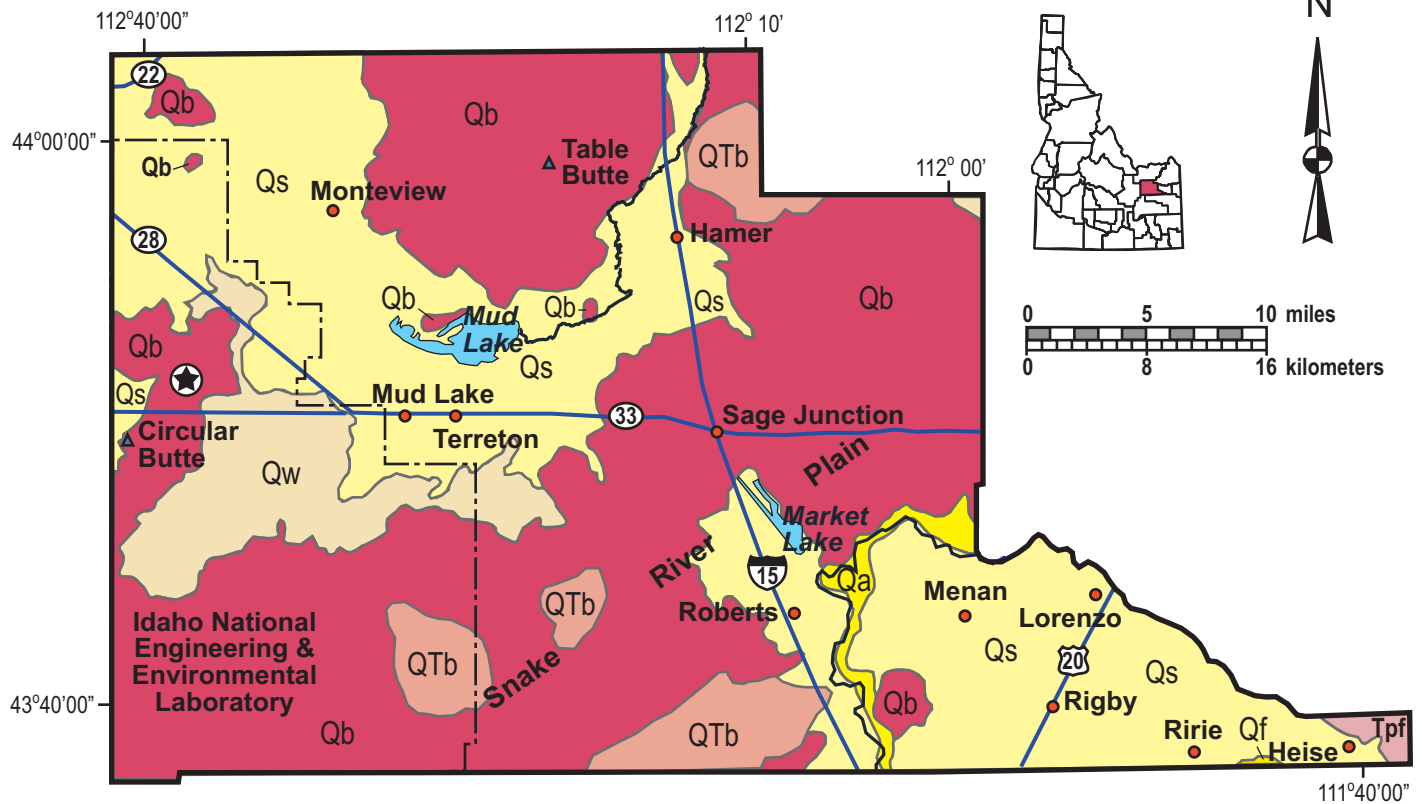 112°40'00"
112° 10'
N
22
Qb
Qb
Table
Butte
44°00'00"
Qb
QTb
112° 00'
Qs
Monteview
28
Hamer
Qb
Qb
Mud
Lake
Qs
Qb
Qb
0 5 10 miles
0 8 16 kilometers
Qs
Qs
Mud Lake
33
Sage Junction
Circular
Butte
Terreton
Plain
Qw
Market
Lake
River
15
Qa
Menan
Roberts
Lorenzo
QTb
Idaho National
Engineering &
Environmental
Laboratory
Qs
20
Qs
QTb
Snake
Qb
Rigby
43°40'00"
Qb
QTb
Ririe
Qf
Heise
Tpf
111°40'00"